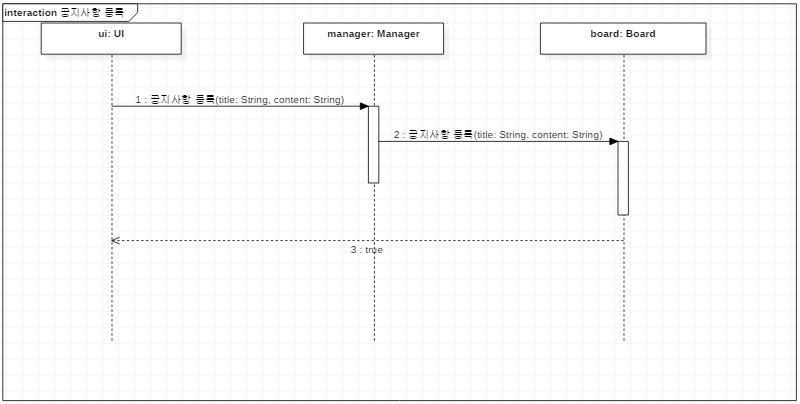 interaction 공지사항 등록
ui: UI
manager: Manager
board: Board
1 : 공지사항 등록(title: String, content: String)
2 : 공지사항 등록(title: String, content: String)
3 : true